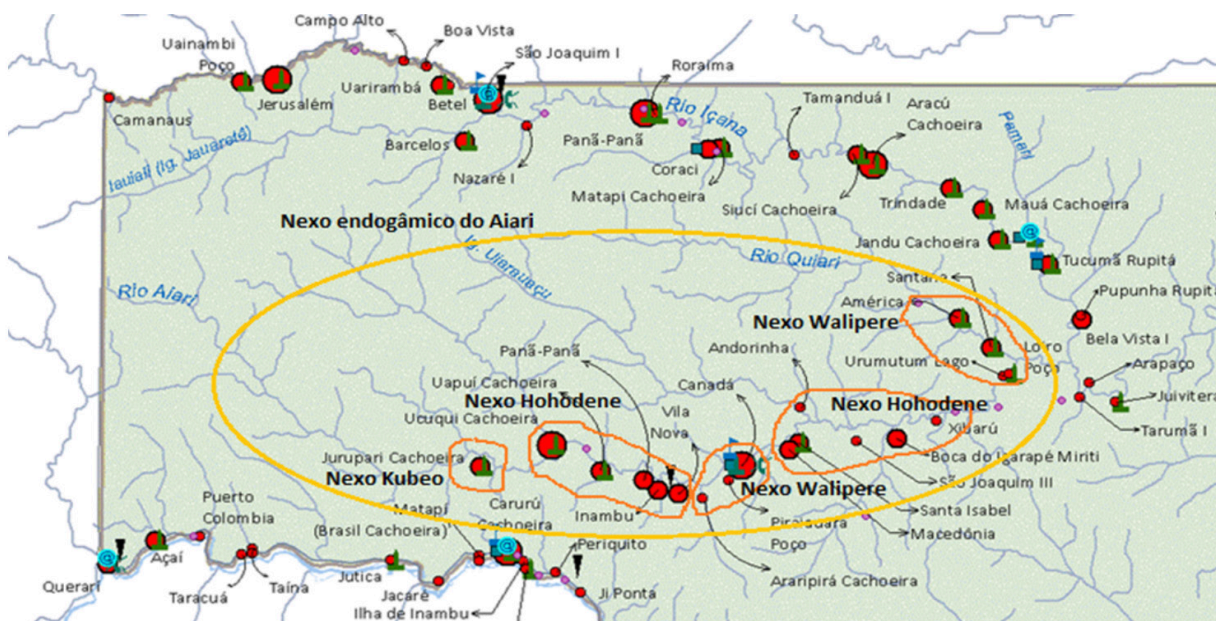 Campo Alto
Boa Vista
Uainambi
Poço
São Joaquim I
Roraima
Jerusalém
Uarirambá
Betel
Rio Içana
Tamanduá I
Aracú
Cachoeira
Camanaus
Pamari
Iauiali (Ig. Jauaraté)
Barcelos
Panã-Panã
Coraci
Nazaré I
Matapi Cachoeira
Siucí Cachoeira
Trindade
Mauá Cachoeira
Nexo endogâmico do Aiari
Jandu Cachoeira
Ig. Uiarauaçu
Rio Quiari
Tucumã Rupitá
Santana
Rio Aiari
América
Pupunha Rupitá
Nexo Walipere
Bela Vista I
Panã-Panã
Andorinha
Urumutum Lago
Loiro
Poço
Arapaço
Uapuí Cachoeira
Canadá
Juivitera
Nexo Hohodene
Nexo Hohodene
Ucuqui Cachoeira
Vila
Nova
Xibarú
Tarumã I
Jurupari Cachoeira
Boca do Igarapé Miriti
Nexo Kubeo
São Joaquim III
Nexo Walipere
Santa Isabel
Puerto
Colombia
Matapí
(Brasil Cachoeira)
Carurú
Cachoeira
Inambu
Pirajauara
Poço
Macedônia
Periquito
Araripirá Cachoeira
Açaí
Querarí
Taracuá
Taína
Jutica
Jacaré
Ilha de Inambu
Ji Ponta